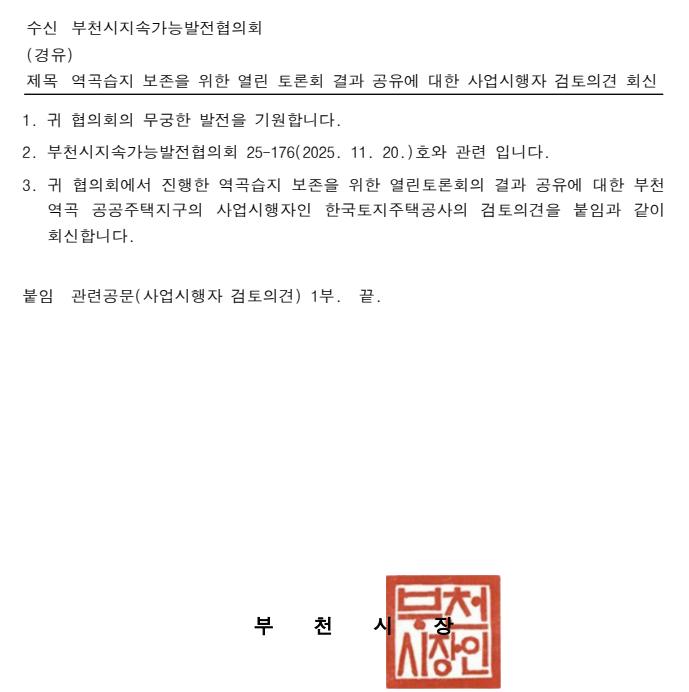 수신 부천시지속가능발전협의회
(경유)
제목 역곡습지 보존을 위한 열린 토론회 결과 공유에 대한 사업시행자 검토의견 회신
1. 귀 협의회의 무궁한 발전을 기원합니다.
2. 부천시지속가능발전협의회 25-176(2025. 11. 20.)호와 관련 입니다.
3. 귀 협의회에서 진행한 역곡습지 보존을 위한 열린토론회의 결과 공유에 대한 부천
역곡 공공주택지구의 사업시행자인 한국토지주택공사의 검토의견을 붙임과 같이
회신합니다.
붙임 관련공문(사업시행자 검토의견) 1부. 끝.
부 천 시 장
부천
시장인